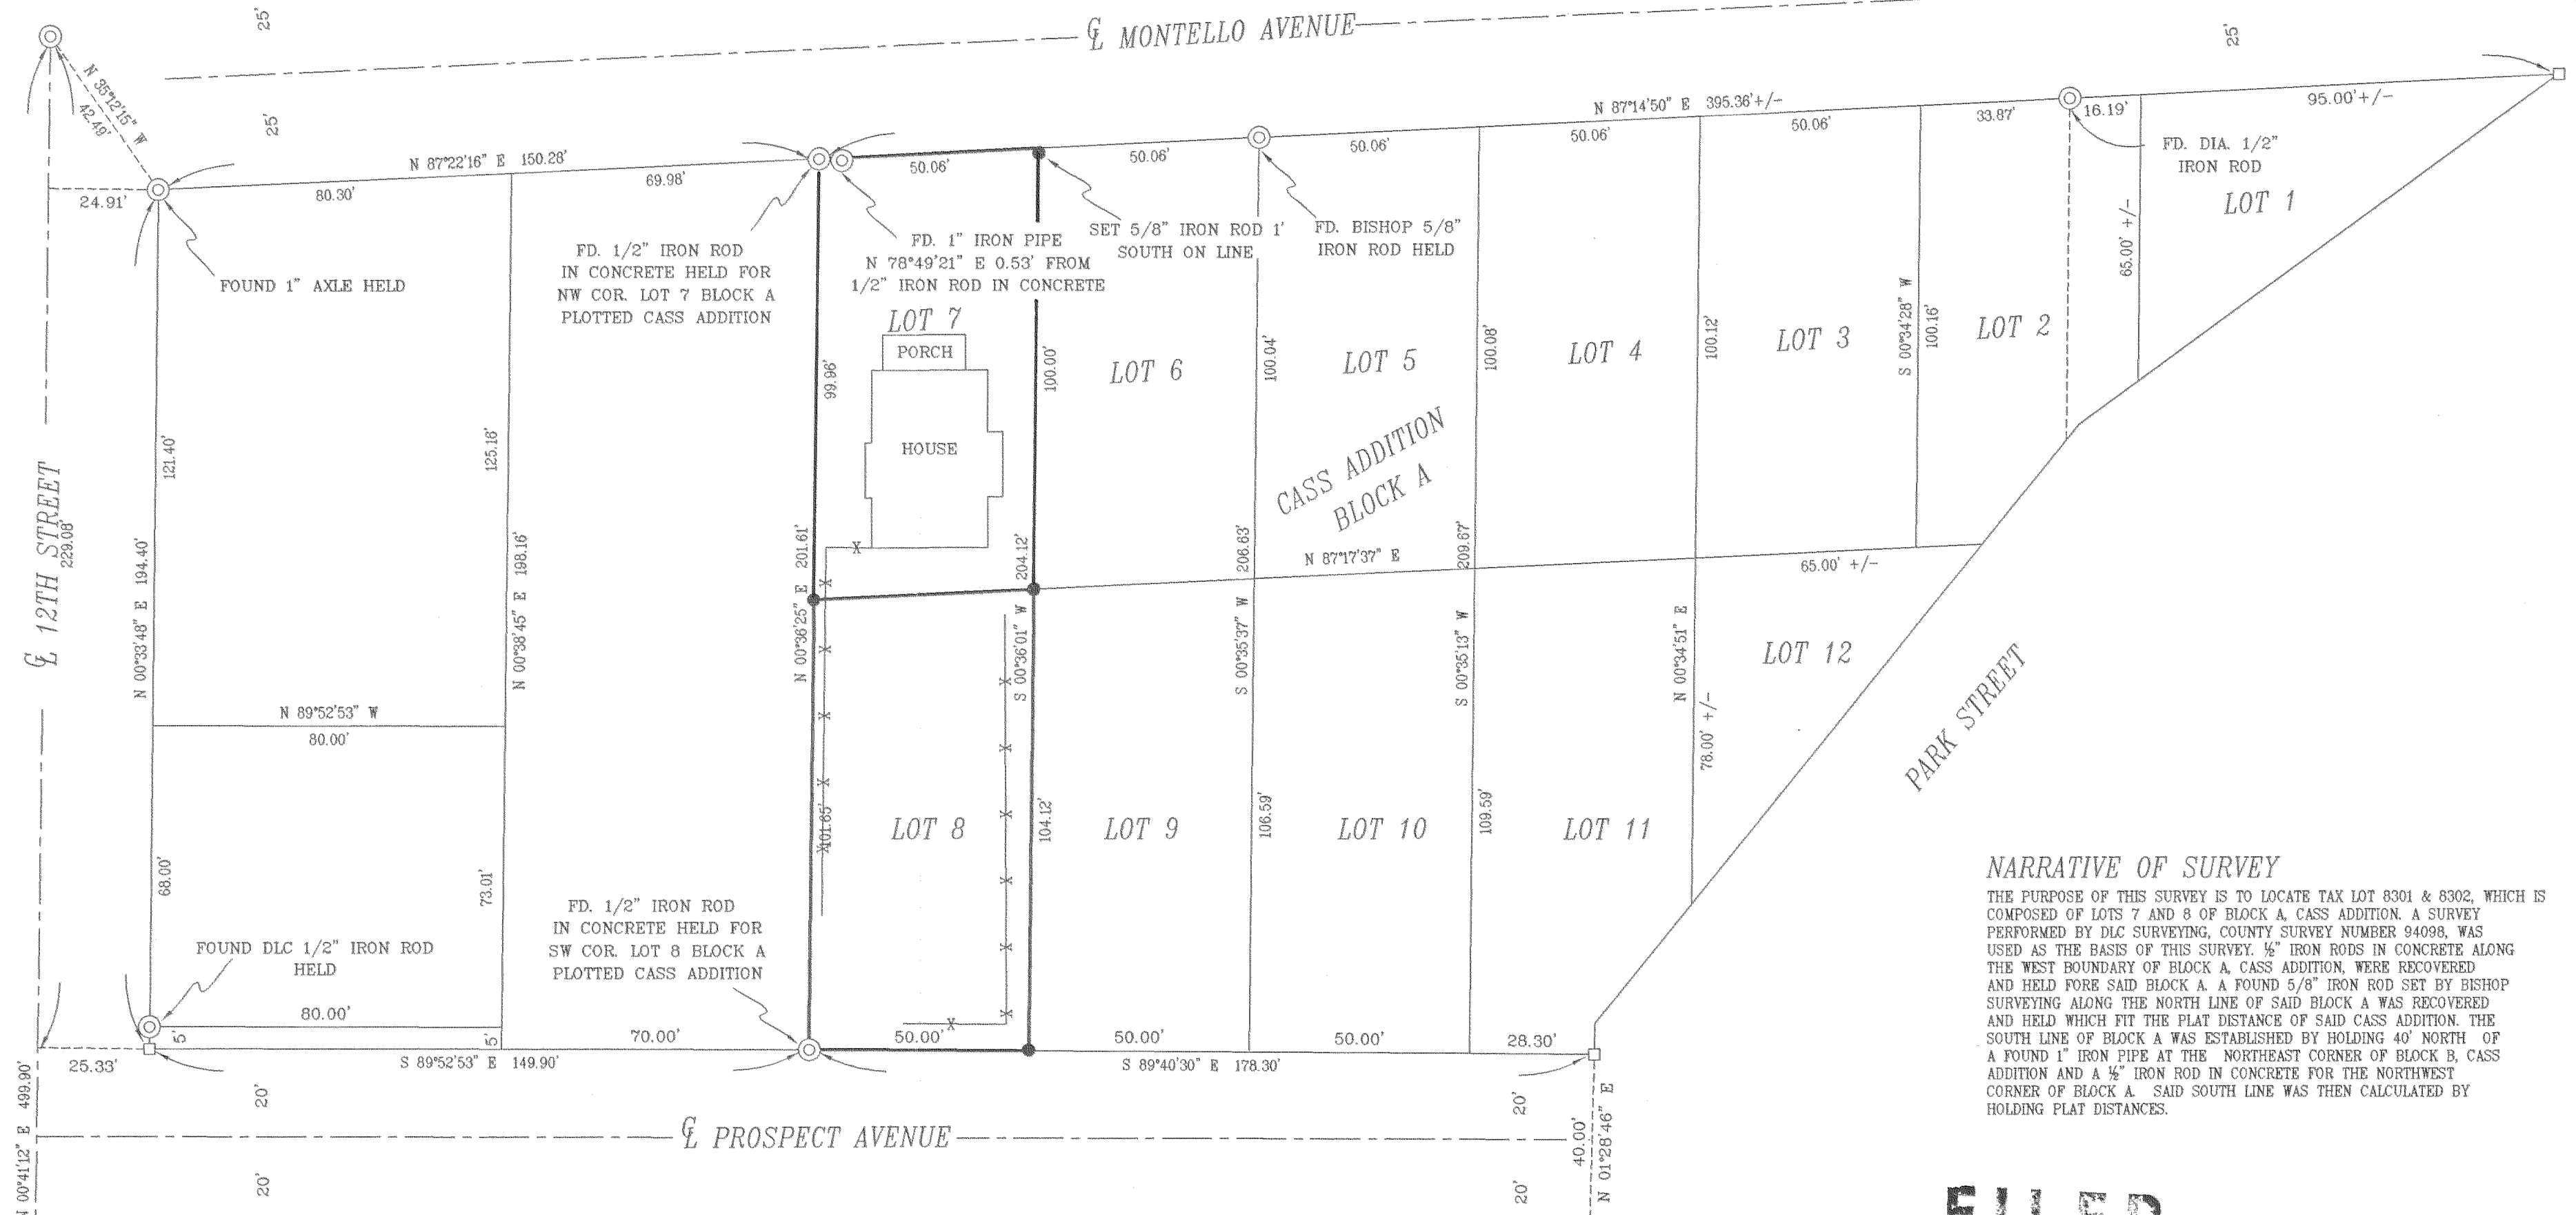 ℄ MONTELLO AVENUE
25'
25'
25'
N 35°12'15" W
42.49'
24.91'
N 87°22'16" E 150.28'
80.30'
69.98'
50.06'
50.06'
N 87°14'50" E 395.36'+/-
50.06'
50.06'
50.06'
33.87'
16.19'
95.00'+/-
FOUND 1" AXLE HELD
FD. 1/2" IRON ROD
IN CONCRETE HELD FOR
NW COR. LOT 7 BLOCK A
PLOTTED CASS ADDITION
FD. 1" IRON PIPE
N 78°49'21" E 0.53' FROM
1/2" IRON ROD IN CONCRETE
SET 5/8" IRON ROD 1'
SOUTH ON LINE
FD. BISHOP 5/8"
IRON ROD HELD
FD. DIA. 1/2"
IRON ROD
LOT 1
65.00' +/-
LOT 7
PORCH
HOUSE
LOT 6
LOT 5
LOT 4
LOT 3
LOT 2
99.96'
100.00'
100.04'
100.08'
100.12'
S 00°34'28" W
100.16'
CASS ADDITION
BLOCK A
℄ 12TH STREET
229.08'
121.40'
N 00°33'48" E 194.40'
125.16'
N 00°38'45" E 198.16'
N 00°36'25" E 201.61'
204.12'
S 00°36'01" W
206.63'
S 00°35'37" W
209.67'
S 00°35'13" W
N 87°17'37" E
65.00' +/-
N 00°34'51" E
78.00' +/-
LOT 12
PARK STREET
N 89°52'53" W
80.00'
68.00'
73.01'
101.65'
104.12'
106.59'
109.59'
LOT 8
LOT 9
LOT 10
LOT 11
FOUND DLC 1/2" IRON ROD
HELD
FD. 1/2" IRON ROD
IN CONCRETE HELD FOR
SW COR. LOT 8 BLOCK A
PLOTTED CASS ADDITION
80.00'
5'
5'
25.33'
70.00'
S 89°52'53" E 149.90'
50.00'
50.00'
50.00'
28.30'
S 89°40'30" E 178.30'
N 00°41'12" E 499.90'
20'
20'
20'
20'
40.00'
N 01°28'46" E
℄ PROSPECT AVENUE
NARRATIVE OF SURVEY
THE PURPOSE OF THIS SURVEY IS TO LOCATE TAX LOT 8301 & 8302, WHICH IS
COMPOSED OF LOTS 7 AND 8 OF BLOCK A, CASS ADDITION. A SURVEY
PERFORMED BY DLC SURVEYING, COUNTY SURVEY NUMBER 94098, WAS
USED AS THE BASIS OF THIS SURVEY. ½" IRON RODS IN CONCRETE ALONG
THE WEST BOUNDARY OF BLOCK A, CASS ADDITION, WERE RECOVERED
AND HELD FORE SAID BLOCK A. A FOUND 5/8" IRON ROD SET BY BISHOP
SURVEYING ALONG THE NORTH LINE OF SAID BLOCK A WAS RECOVERED
AND HELD WHICH FIT THE PLAT DISTANCE OF SAID CASS ADDITION. THE
SOUTH LINE OF BLOCK A WAS ESTABLISHED BY HOLDING 40' NORTH OF
A FOUND 1" IRON PIPE AT THE NORTHEAST CORNER OF BLOCK B, CASS
ADDITION AND A ½" IRON ROD IN CONCRETE FOR THE NORTHWEST
CORNER OF BLOCK A. SAID SOUTH LINE WAS THEN CALCULATED BY
HOLDING PLAT DISTANCES.
FILED